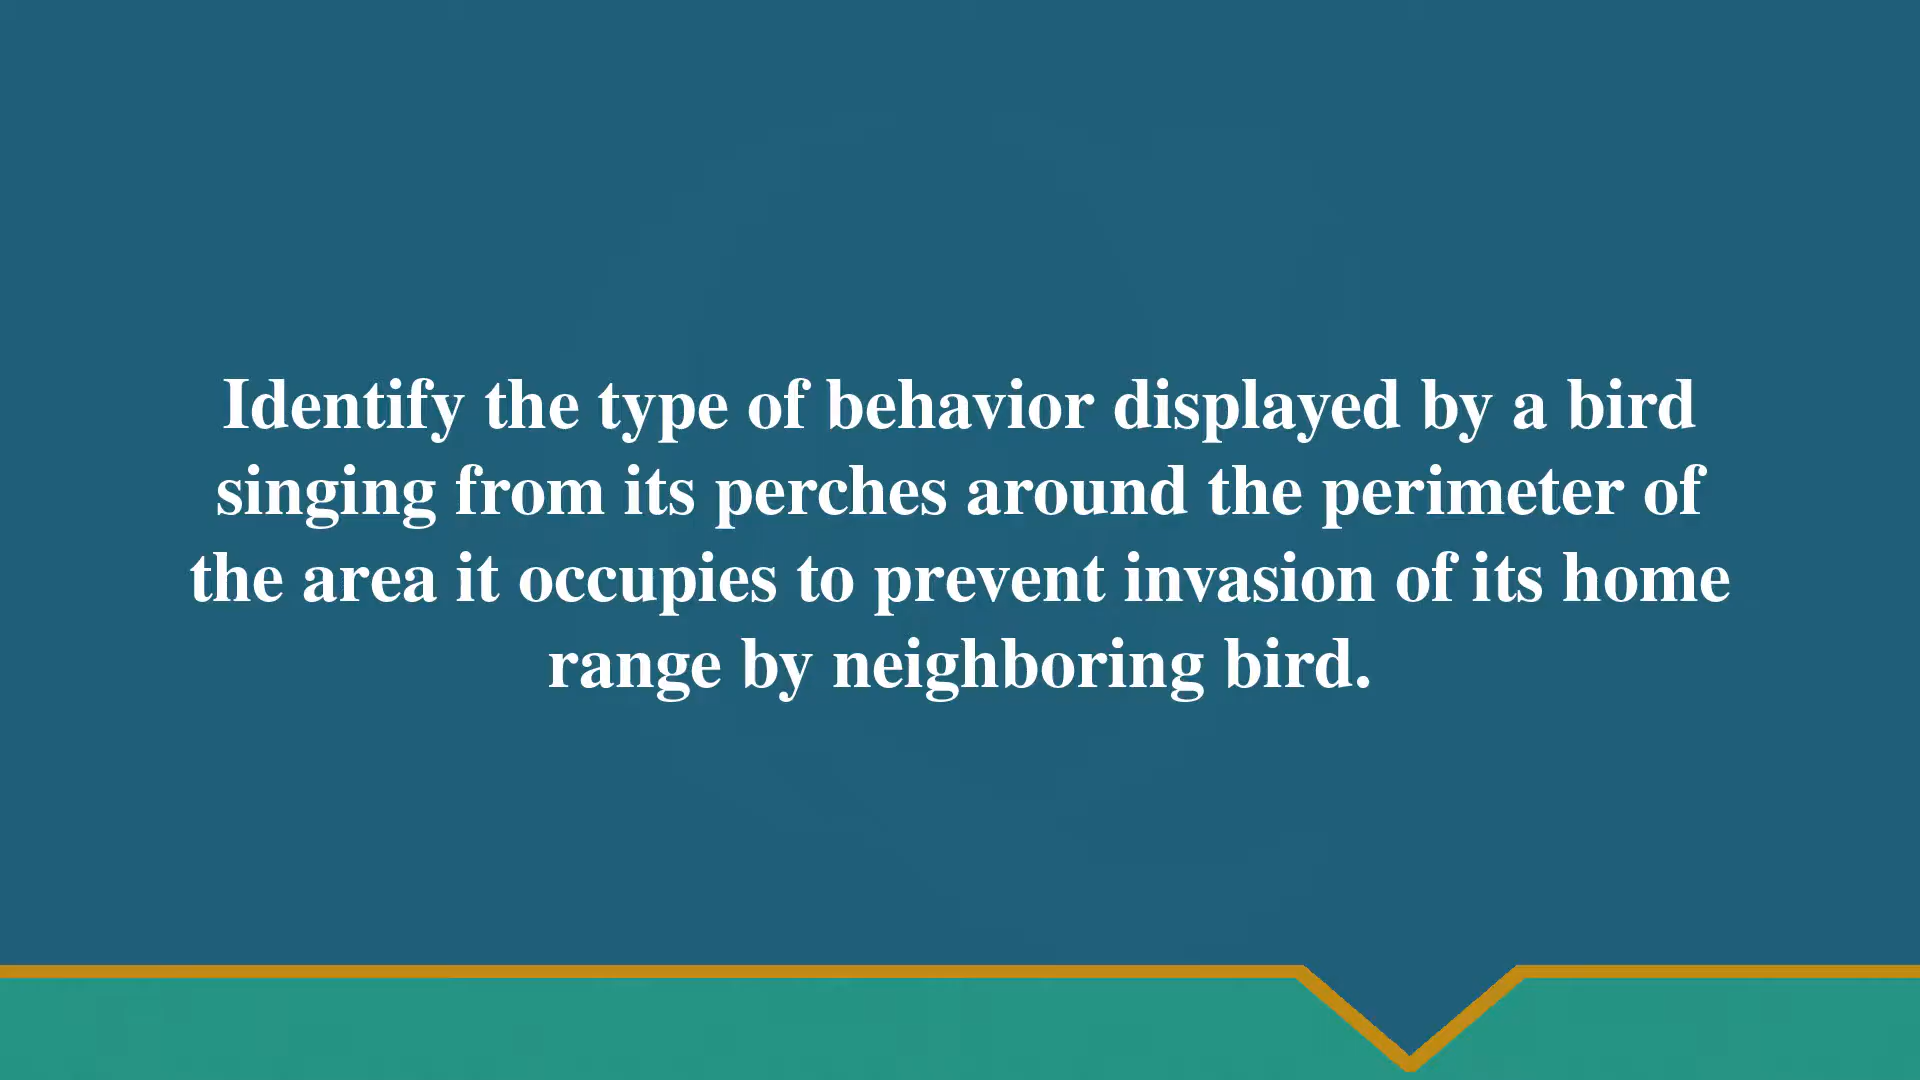 Identify the type of behavior displayed by a bird
singing from its perches around the perimeter of
the area it occupies to prevent invasion of its home
range by neighboring bird.